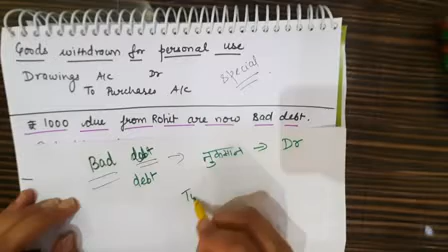 Goods withdrawn for personal use
Drawings A/c Dr
To Purchases A/c
Special
₹ 1000 due from Rohit are now Bad debt.
Bad debt → नुकसान → Dr
debt